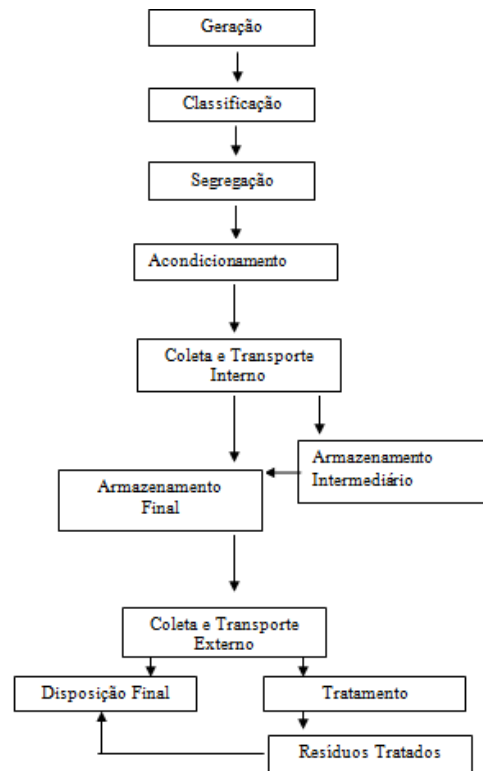 Geração
Classificação
Segregação
Acondicionamento
Coleta e Transporte
Interno
Armazenamento
Intermediário
Armazenamento
Final
Coleta e Transporte
Externo
Disposição Final
Tratamento
Resíduos Tratados